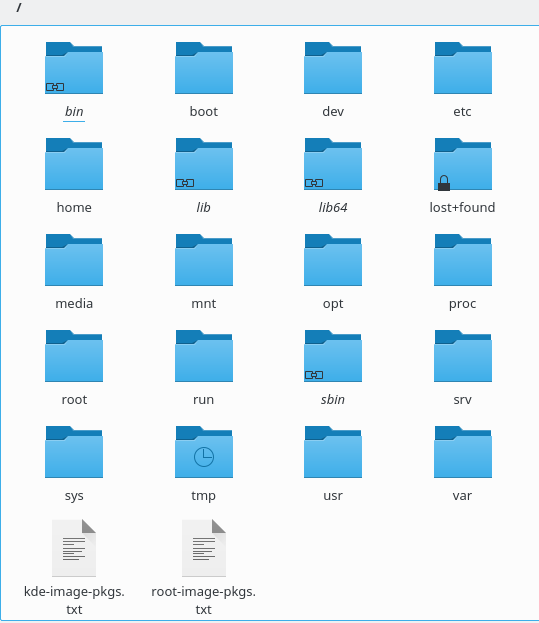 /
bin
boot
dev
etc
home
lib
lib64
lost+found
media
mnt
opt
proc
root
run
sbin
srv
sys
tmp
usr
var
kde-image-pkgs.
txt
root-image-pkgs.
txt